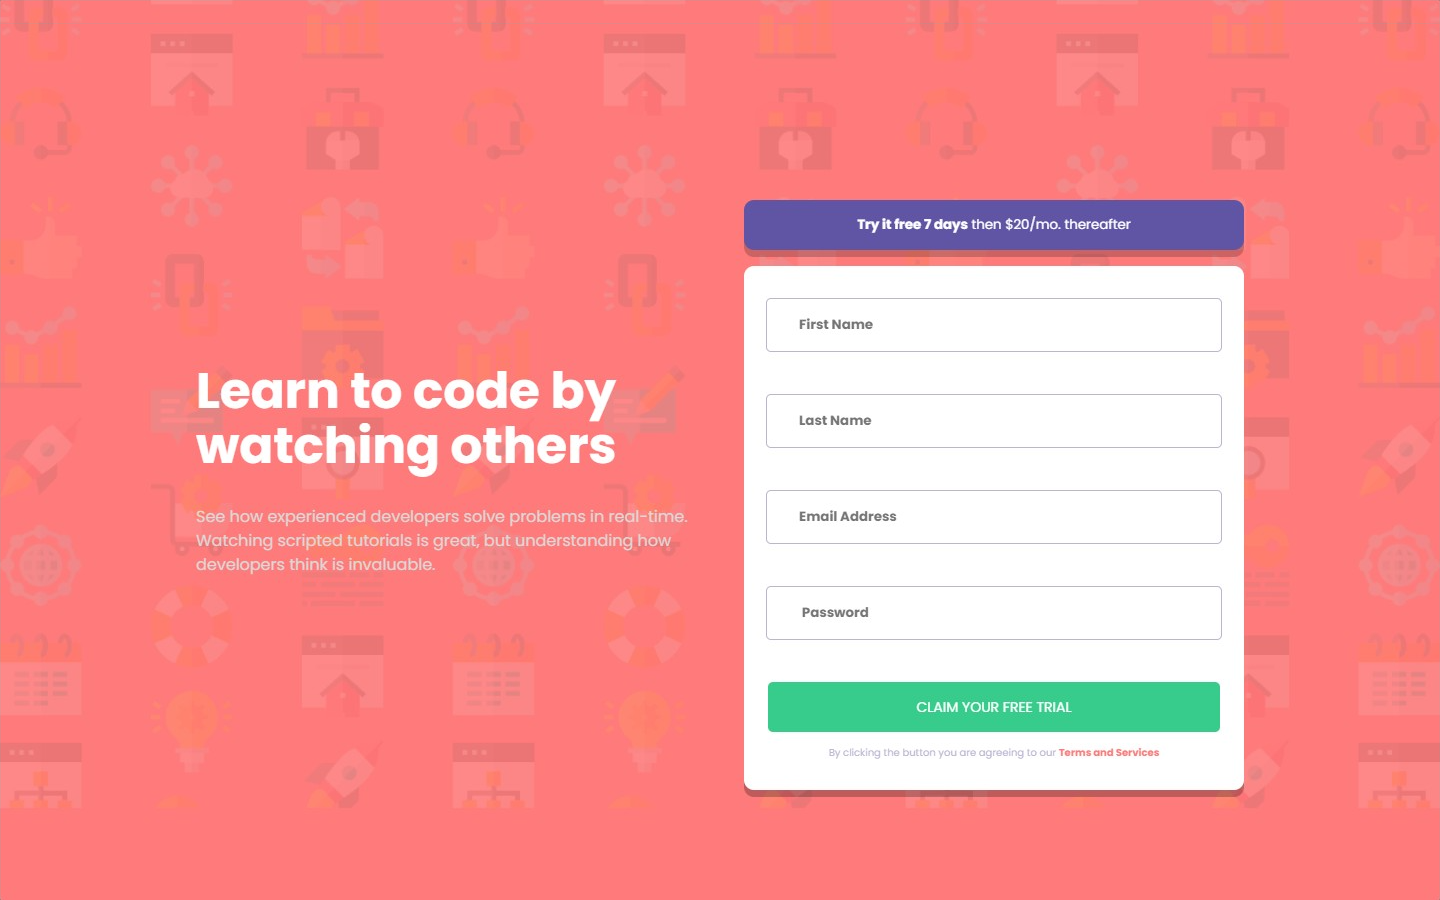 Learn to code by
watching others
See how experienced developers solve problems in real-time.
Watching scripted tutorials is great, but understanding how
developers think is invaluable.
Try it free 7 days then $20/mo. thereafter
First Name
Last Name
Email Address
Password
CLAIM YOUR FREE TRIAL
By clicking the button you are agreeing to our Terms and Services